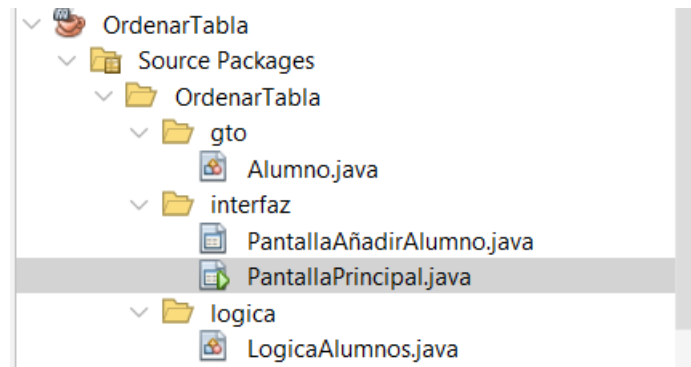 OrdenarTabla
Source Packages
OrdenarTabla
gto
Alumno.java
interfaz
PantallaAñadirAlumno.java
PantallaPrincipal.java
logica
LogicaAlumnos.java